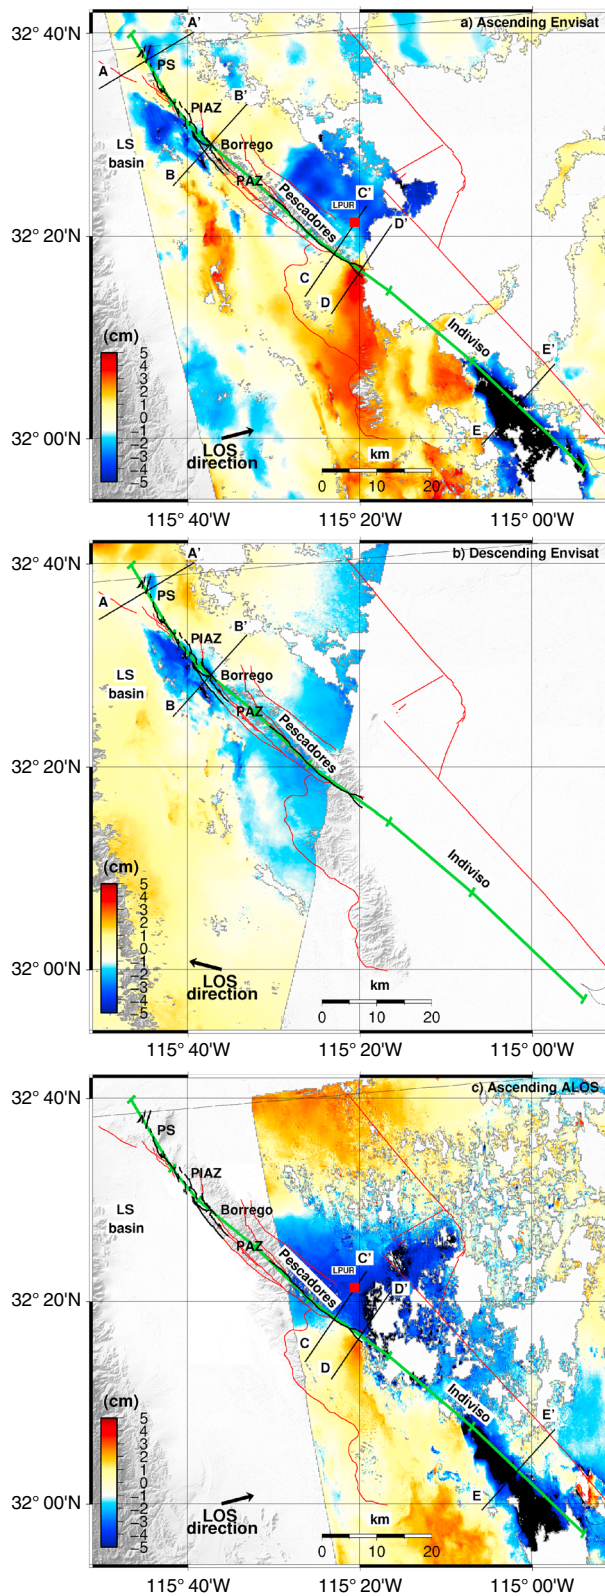 a) Ascending Envisat
32° 40'N
A'
A
PS
PIAZ
B'
LS
basin
Borrego
B
PAZ
Pescadores
C'
LPUR
32° 20'N
D'
C
D
Indiviso
(cm)
5
4
3
2
1
0
−1
−2
−3
−4
−5
E'
E
32° 00'N
LOS
direction
km
0 10 20
115° 40'W 115° 20'W 115° 00'W
b) Descending Envisat
32° 40'N
A'
A
PS
PIAZ
B'
LS
basin
Borrego
B
PAZ
Pescadores
32° 20'N
Indiviso
(cm)
5
4
3
2
1
0
−1
−2
−3
−4
−5
32° 00'N
LOS
direction
km
0 10 20
115° 40'W 115° 20'W 115° 00'W
c) Ascending ALOS
32° 40'N
PS
PIAZ
LS
basin
Borrego
PAZ
Pescadores
C'
LPUR
32° 20'N
D'
C
D
Indiviso
(cm)
5
4
3
2
1
0
−1
−2
−3
−4
−5
E'
E
32° 00'N
LOS
direction
km
0 10 20
115° 40'W 115° 20'W 115° 00'W